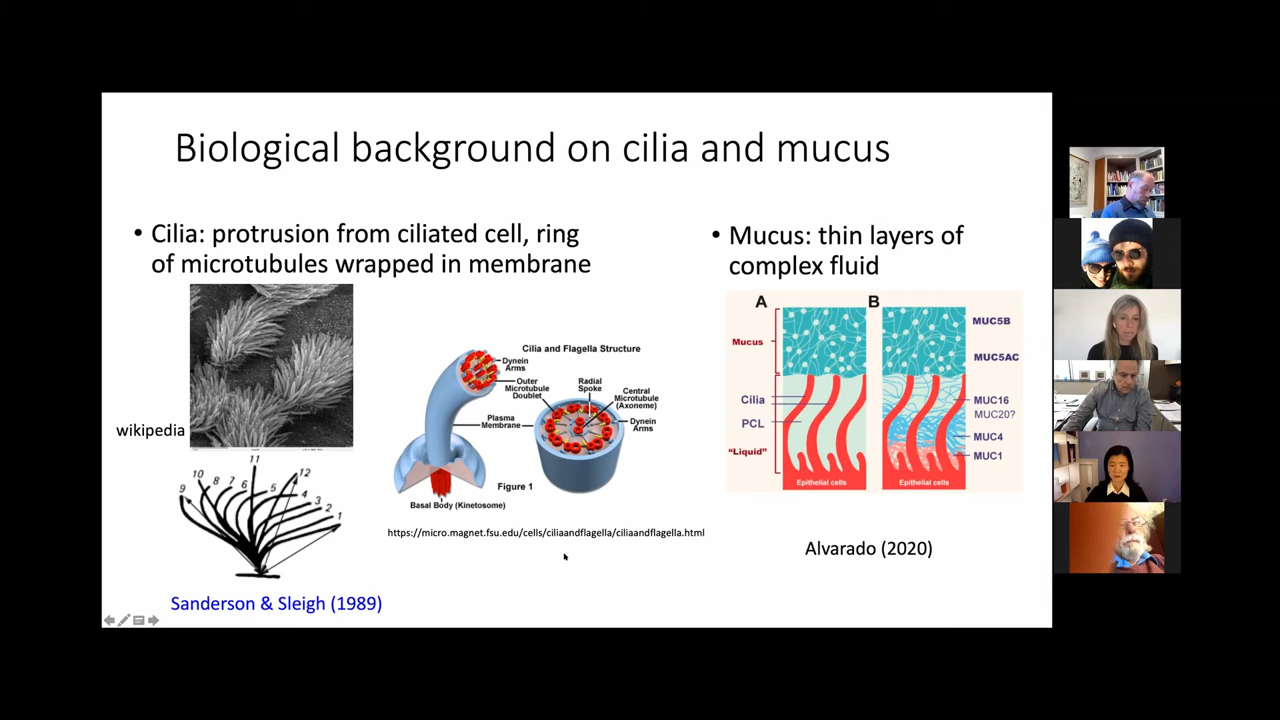 Biological background on cilia and mucus
• Cilia: protrusion from ciliated cell, ring
of microtubules wrapped in membrane
wikipedia
10
11
12
9
8
7
6
5
4
3
2
1
Sanderson & Sleigh (1989)
Cilia and Flagella Structure
Dynein
Arms
Outer
Microtubule
Doublet
Radial
Spoke
Central
Microtubule
(Axoneme)
Plasma
Membrane
Dynein
Arms
Figure 1
Basal Body (Kinetosome)
https://micro.magnet.fsu.edu/cells/ciliaandflagella/ciliaandflagella.html
• Mucus: thin layers of
complex fluid
A
B
Mucus
Cilia
PCL
"Liquid"
Epithelial cells
Epithelial cells
MUC5B
MUC5AC
MUC16
MUC20?
MUC4
MUC1
Alvarado (2020)